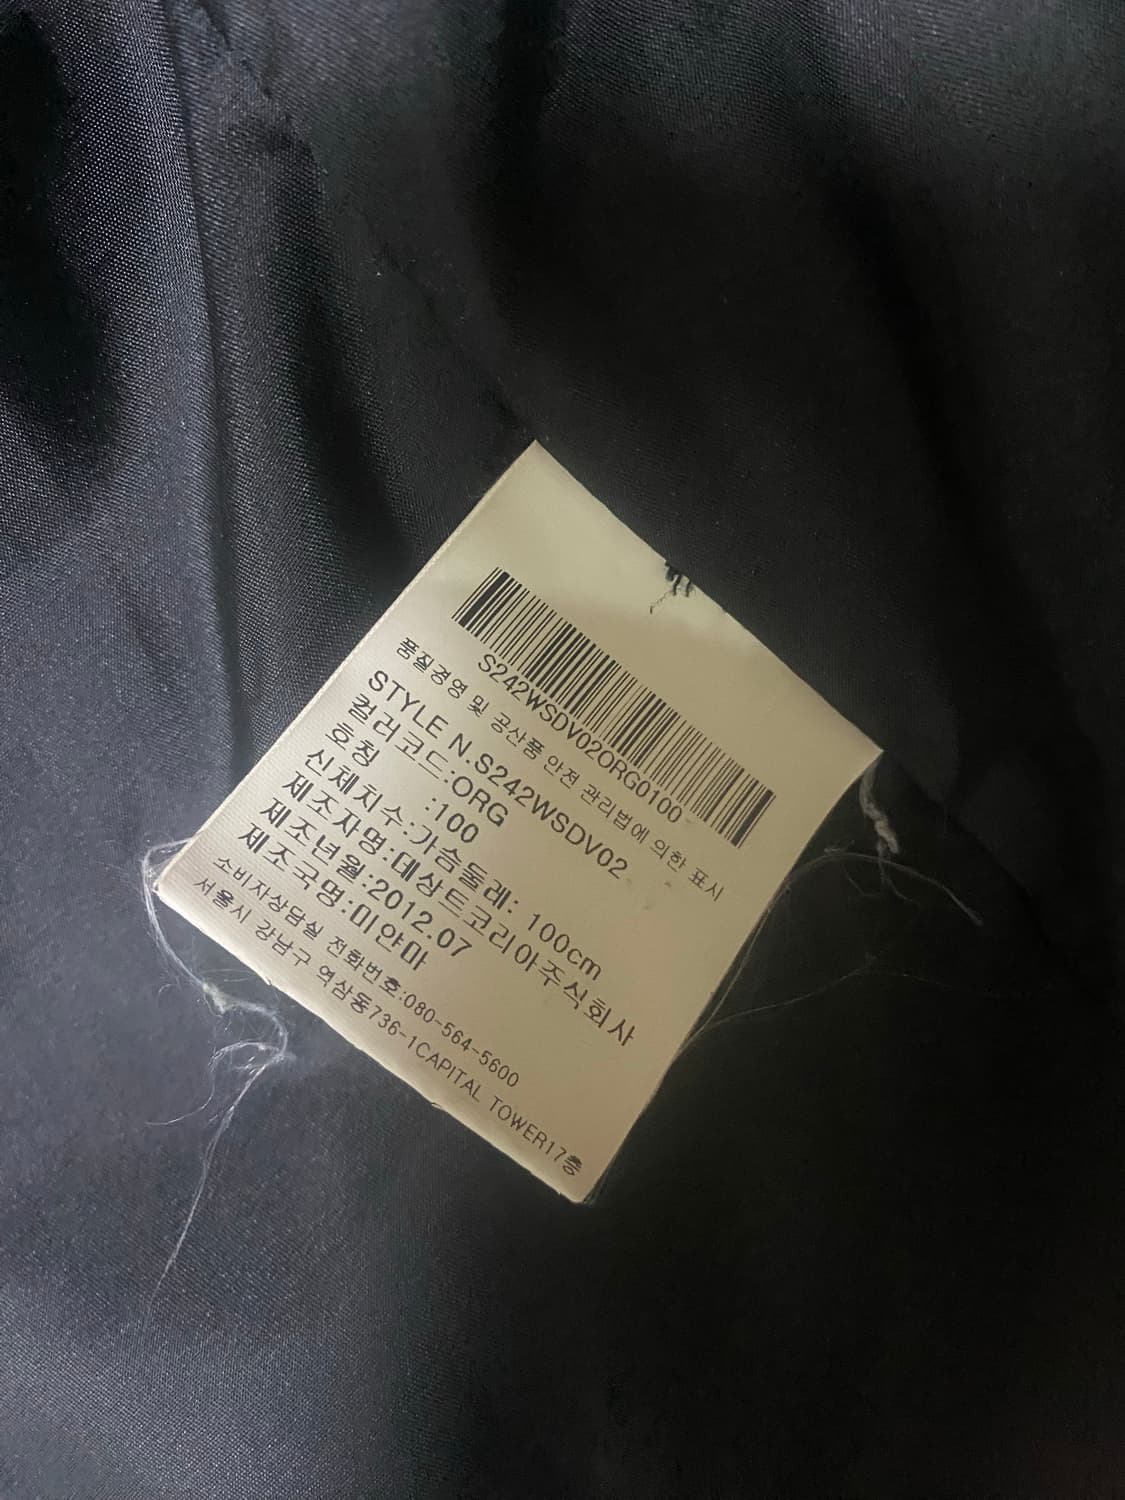 S242WSDV02ORG0100
품질경영 및 공산품 안전 관리법에 의한 표시
STYLE N.S242WSDV02
컬러코드:ORG
호칭 :100
신체치수:가슴둘레: 100cm
제조자명:데상트코리아주식회사
제조년월:2012.07
제조국명:미얀마
소비자상담실 전화번호:080-564-5600
서울시 강남구 역삼동736-1CAPITAL TOWER17층